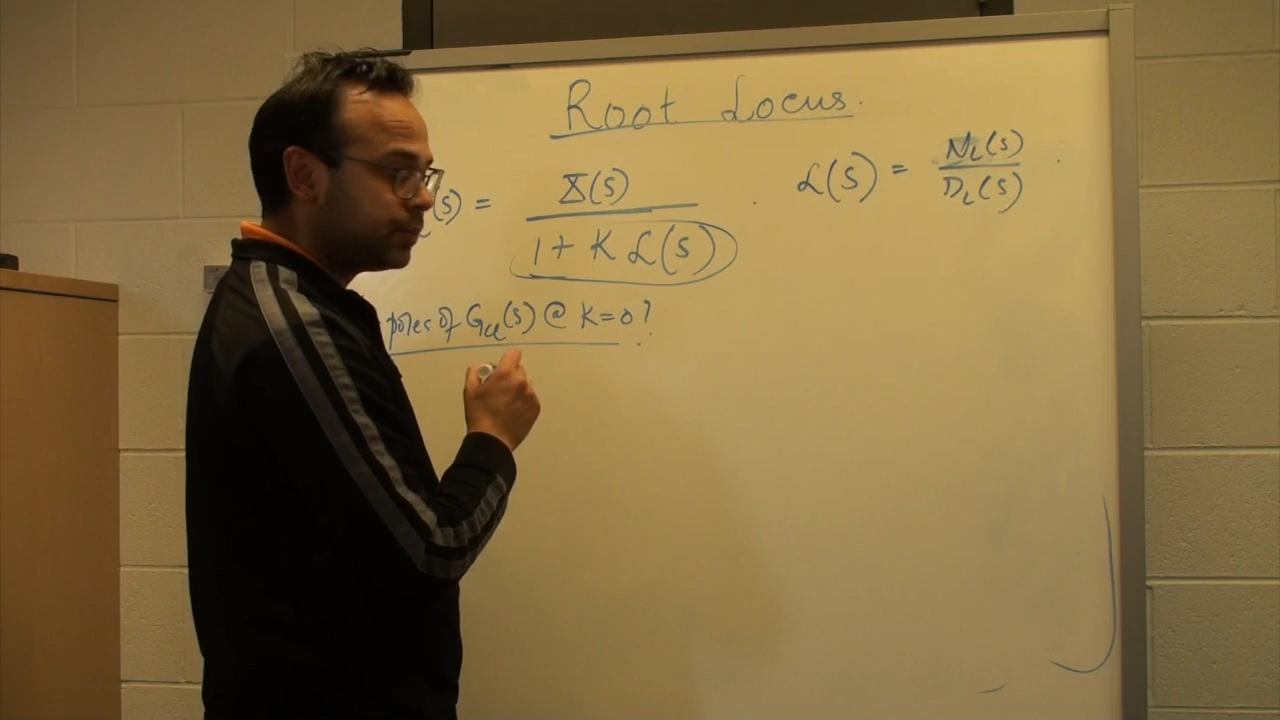 Root Locus.
(s) = X(s) / 1 + K L(s)
L(s) = N_L(s) / D_L(s)
poles of G_cl(s) @ K=0?